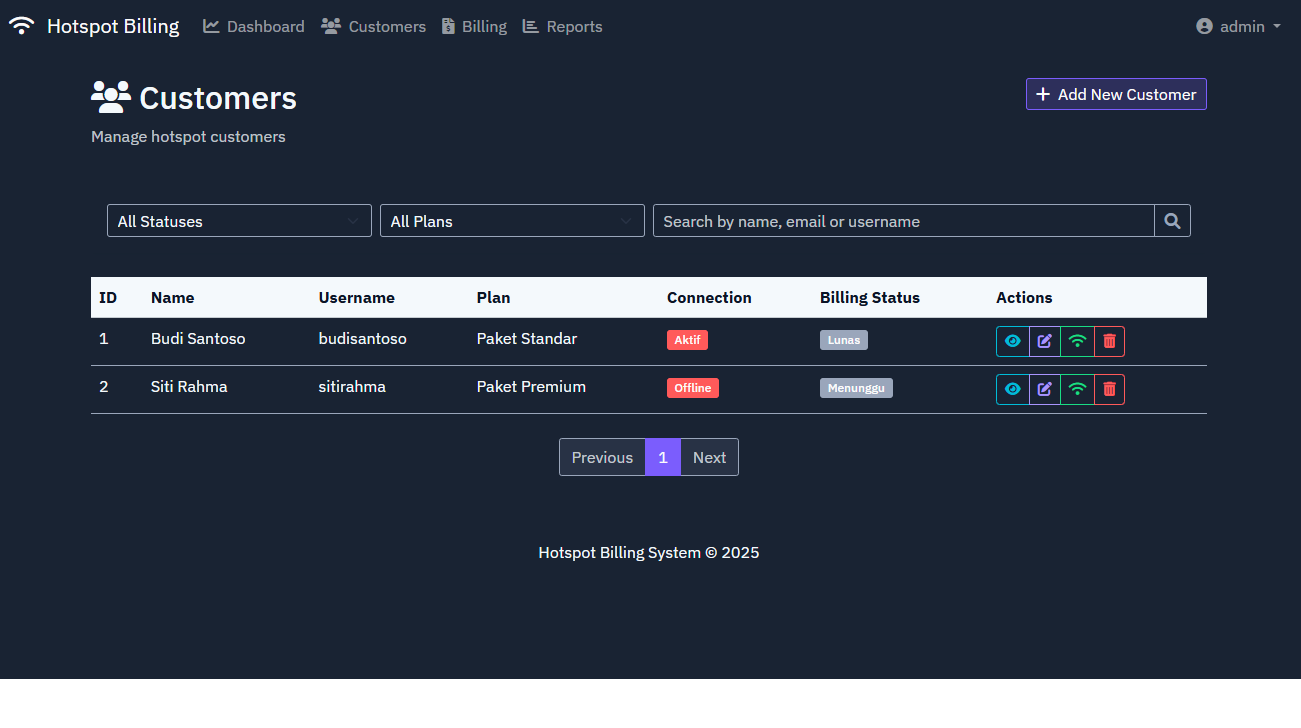 Hotspot Billing Dashboard Customers Billing Reports admin
Customers
+ Add New Customer
Manage hotspot customers
All Statuses All Plans Search by name, email or username
ID Name Username Plan Connection Billing Status Actions
1 Budi Santoso budisantoso Paket Standar Aktif Lunas
2 Siti Rahma sitirahma Paket Premium Offline Menunggu
Previous 1 Next
Hotspot Billing System © 2025